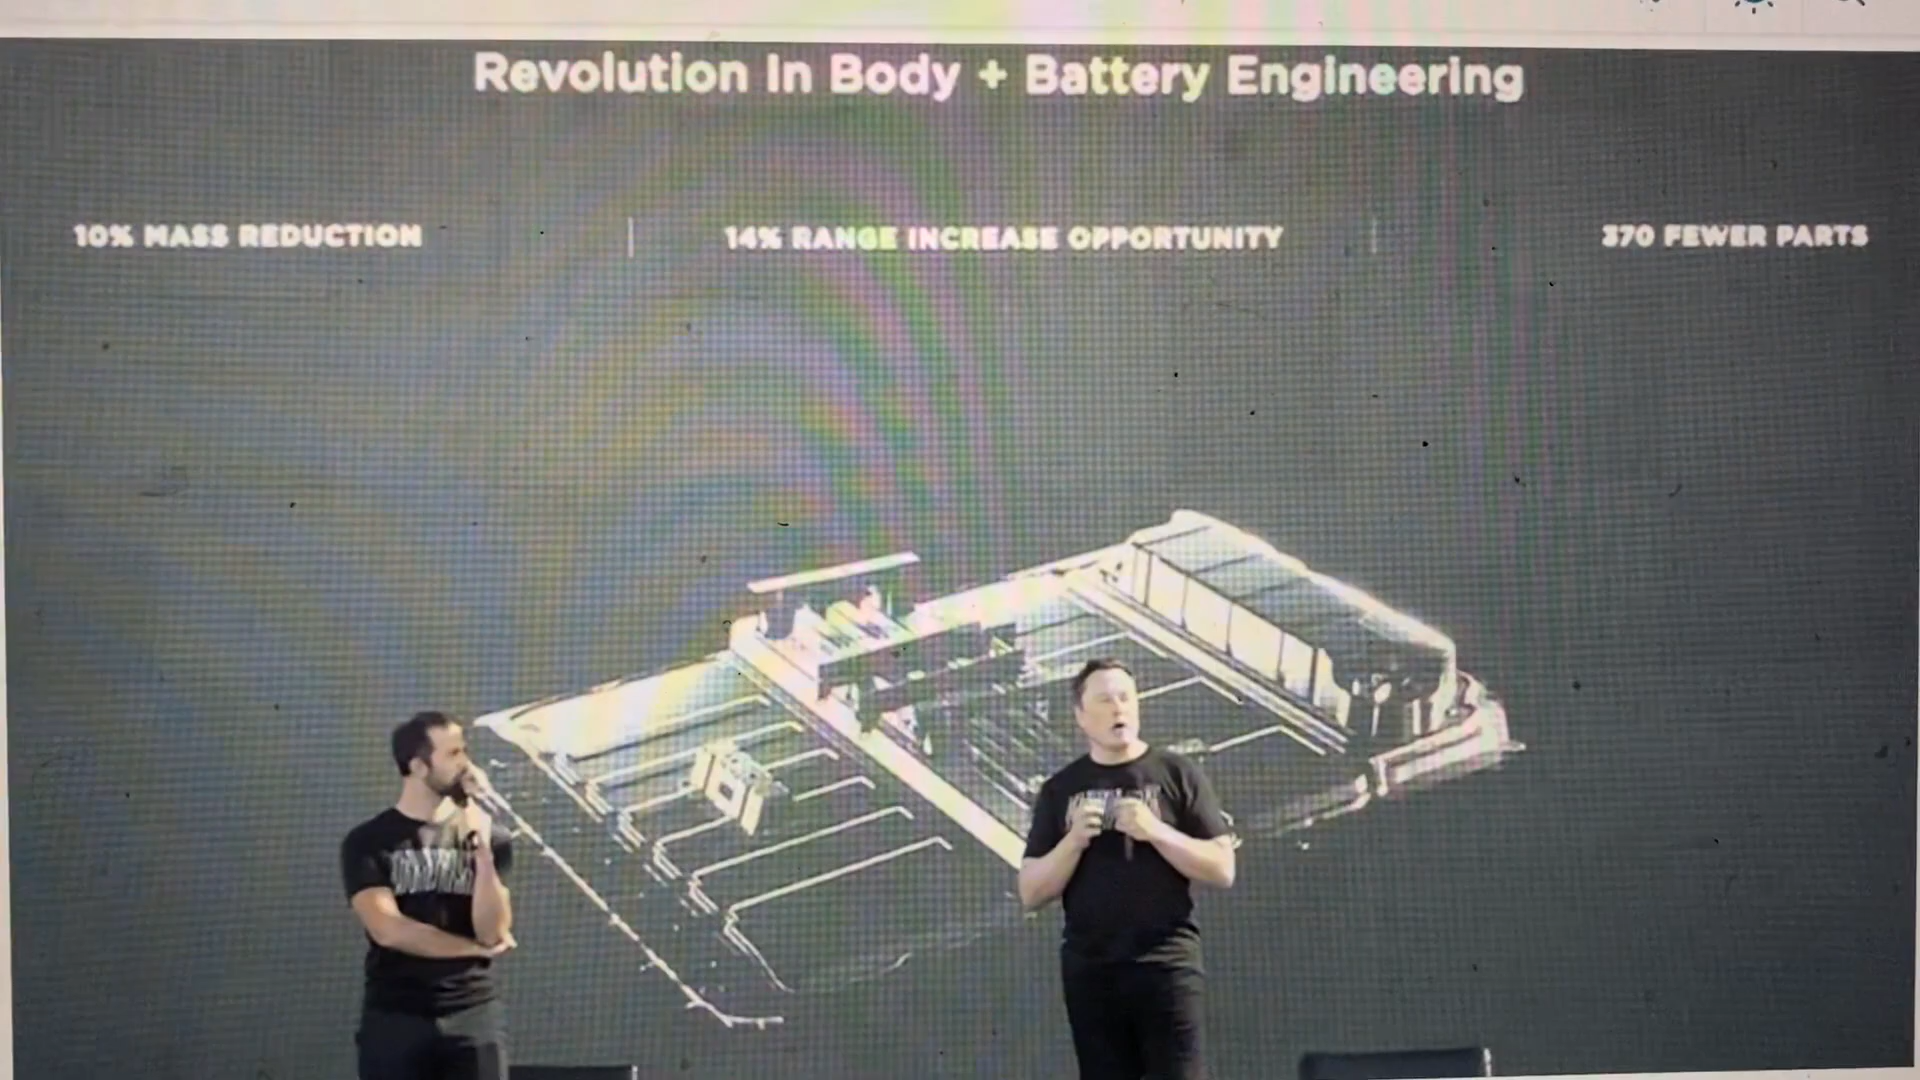 Revolution In Body + Battery Engineering
10% MASS REDUCTION
14% RANGE INCREASE OPPORTUNITY
370 FEWER PARTS